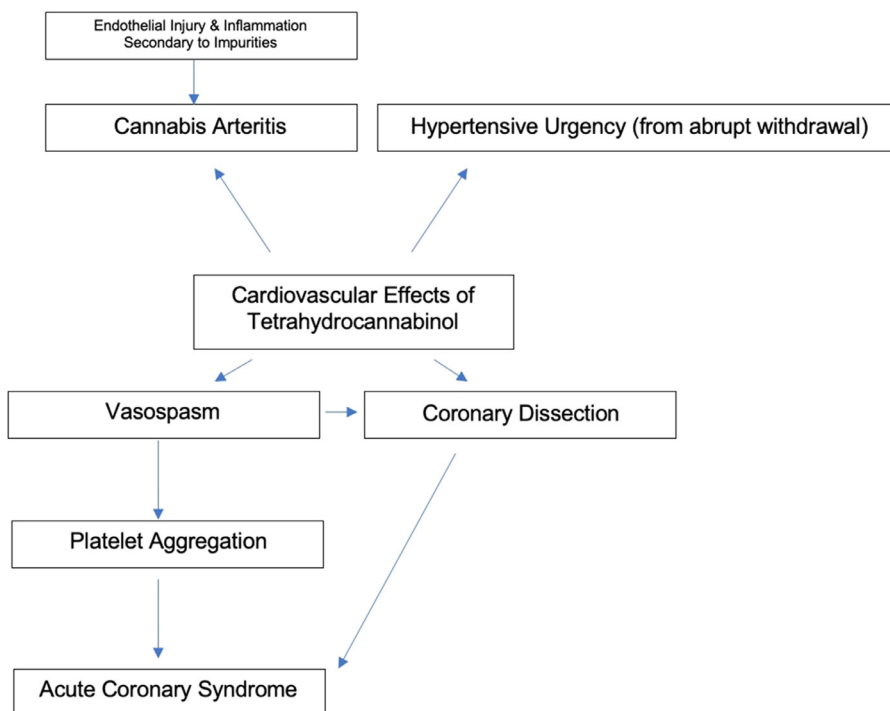 Endothelial Injury & Inflammation
Secondary to Impurities
Cannabis Arteritis
Hypertensive Urgency (from abrupt withdrawal)
Cardiovascular Effects of
Tetrahydrocannabinol
Vasospasm
Coronary Dissection
Platelet Aggregation
Acute Coronary Syndrome